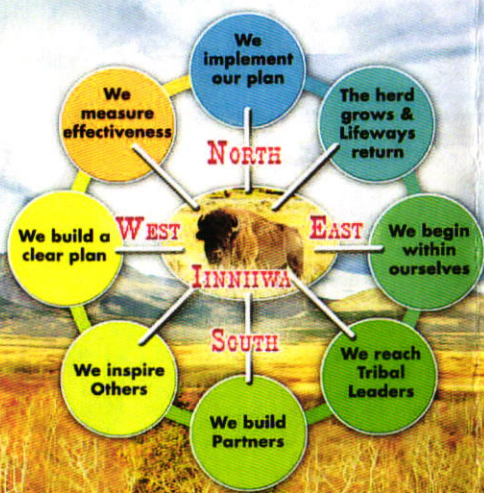 We
implement
our plan
The herd
grows &
Lifeways
return
We begin
within
ourselves
We reach
Tribal
Leaders
We build
Partners
We inspire
Others
We build a
clear plan
We
measure
effectiveness
NORTH
WEST
EAST
IINNIIWA
SOUTH